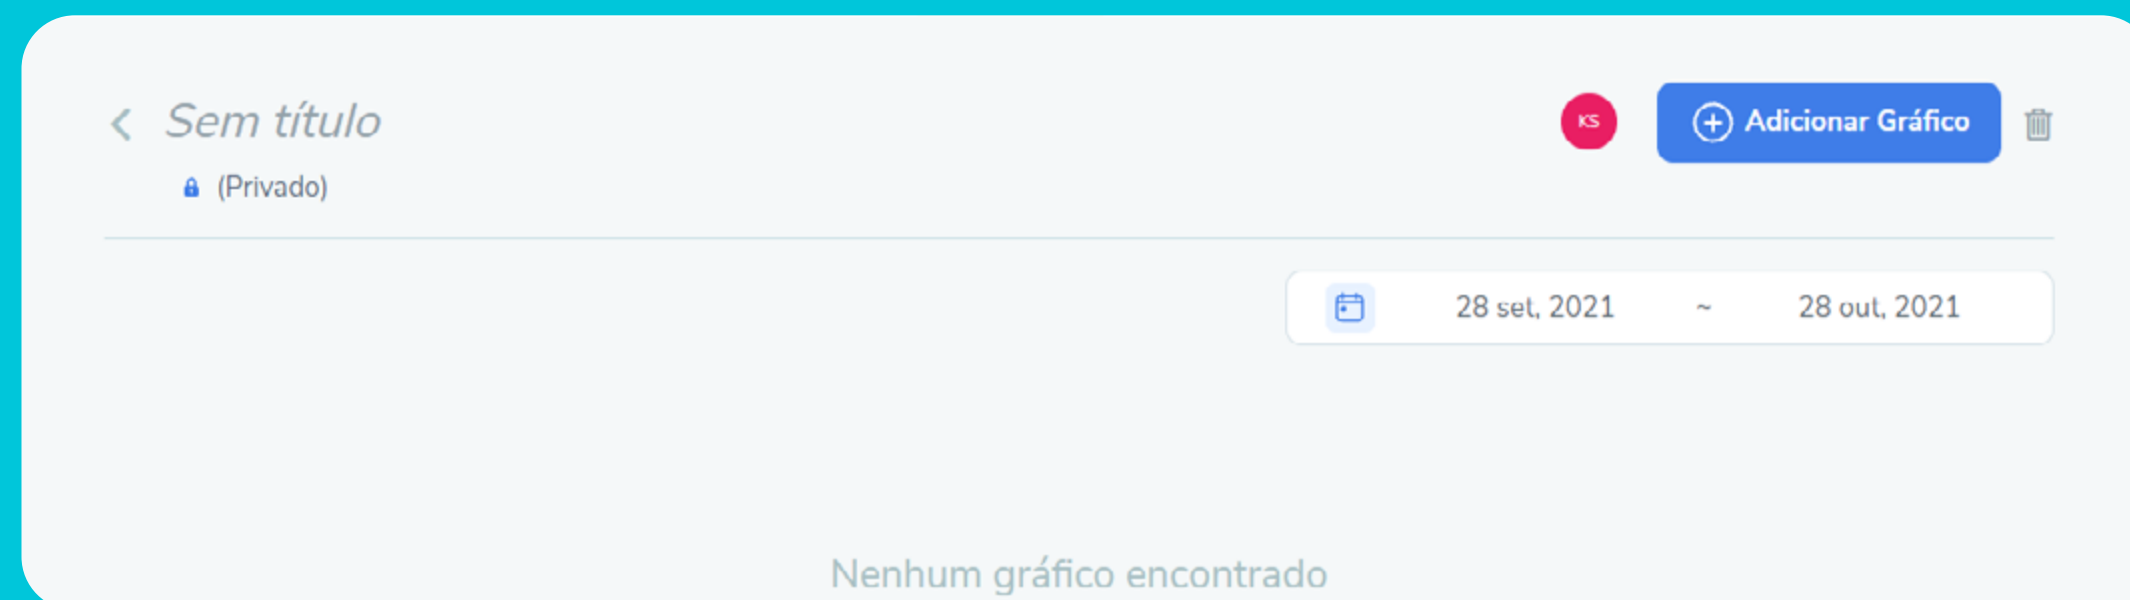 Sem título
KS
Adicionar Gráfico
(Privado)
28 set, 2021 ~ 28 out, 2021
Nenhum gráfico encontrado